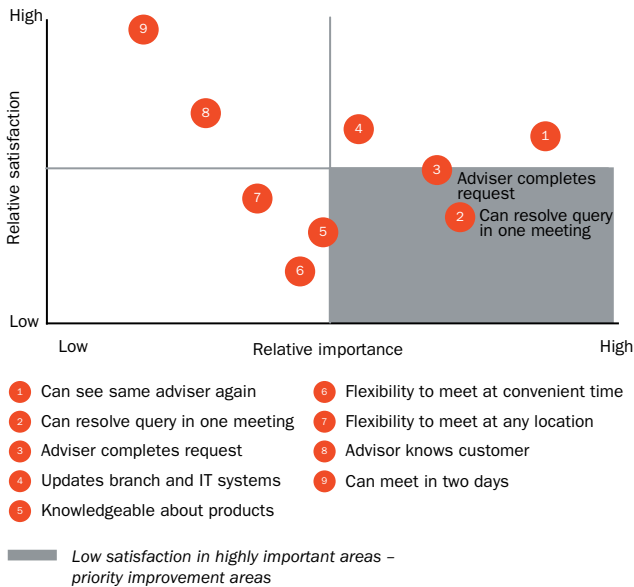 High
9
8
4
1
3
Adviser completes
request
7
2
Can resolve query
in one meeting
5
6
Relative satisfaction
Low
Low
Relative importance
High
1 Can see same adviser again
2 Can resolve query in one meeting
3 Adviser completes request
4 Updates branch and IT systems
5 Knowledgeable about products
6 Flexibility to meet at convenient time
7 Flexibility to meet at any location
8 Advisor knows customer
9 Can meet in two days
Low satisfaction in highly important areas –
priority improvement areas